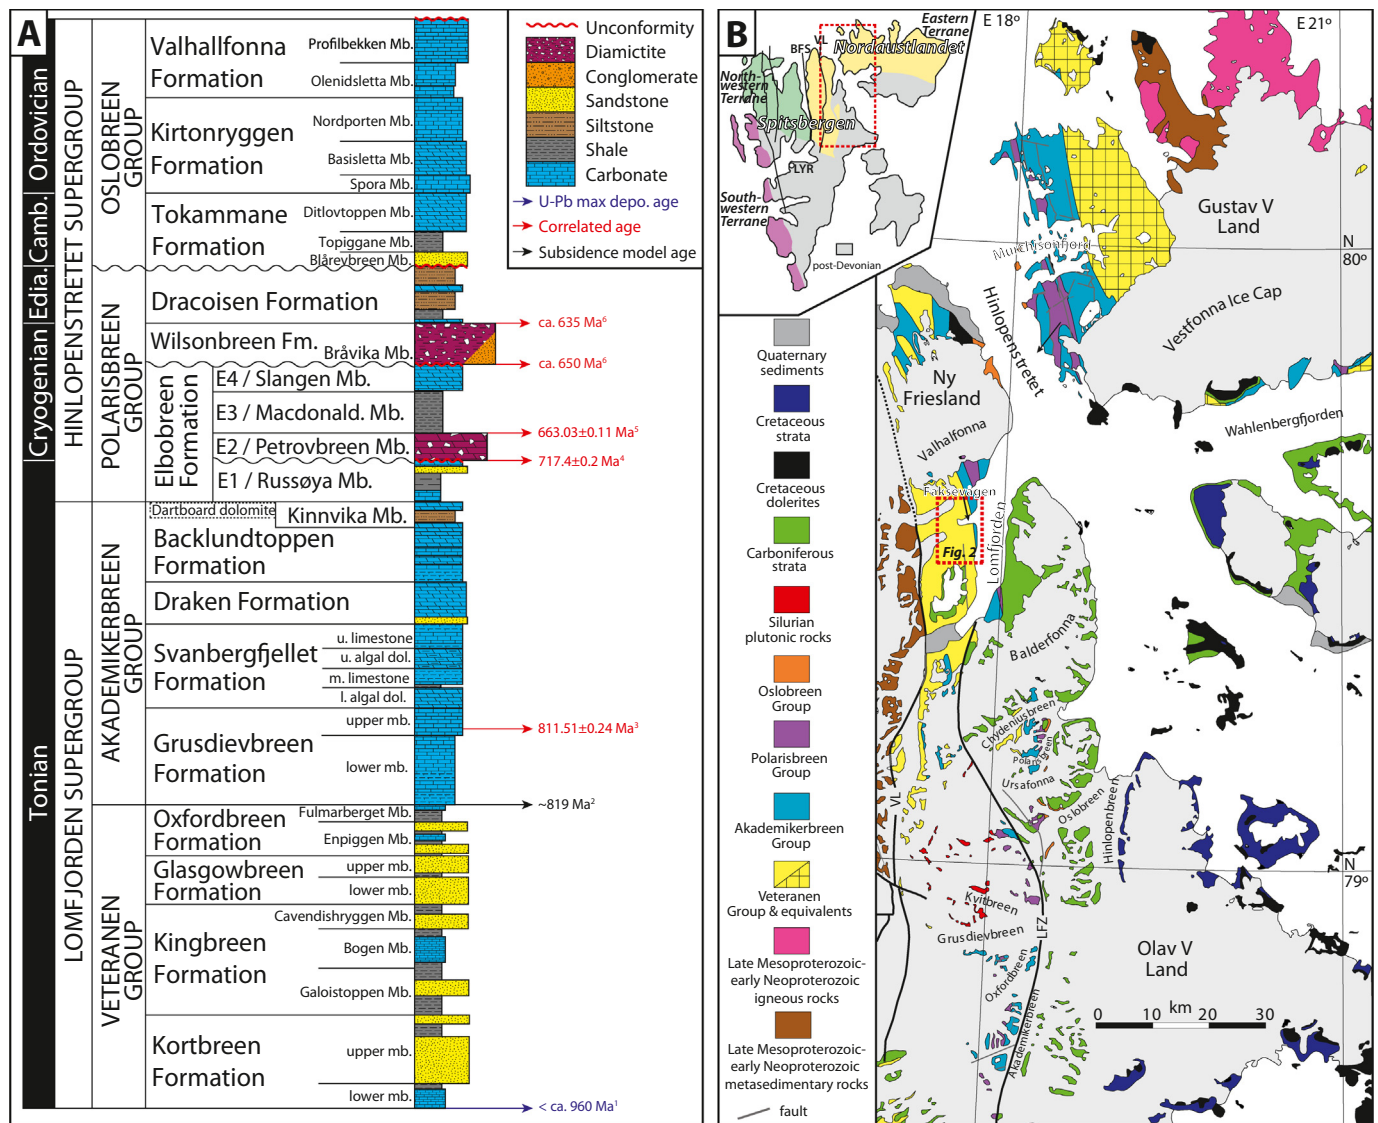 A
Ordovician
Camb.
Edia.
Cryogenian
Tonian
HINLOPENSTRETET SUPERGROUP
LOMFJORDEN SUPERGROUP
OSLOBREEN
GROUP
POLARISBREEN
GROUP
AKADEMIKERBREEN
GROUP
VETERANEN
GROUP
Valhallfonna
Formation
Profilbekken Mb.
Olenidsletta Mb.
Kirtonryggen
Formation
Nordporten Mb.
Basisletta Mb.
Spora Mb.
Tokammane
Formation
Ditlovtoppen Mb.
Topiggane Mb.
Blårevbreen Mb.
Dracoisen Formation
Wilsonbreen Fm.
Bråvika Mb.
Elbobreen
Formation
E4 / Slangen Mb.
E3 / Macdonald. Mb.
E2 / Petrovbreen Mb.
E1 / Russøya Mb.
Dartboard dolomite
Kinnvika Mb.
Backlundtoppen
Formation
Draken Formation
Svanbergfjellet
Formation
u. limestone
u. algal dol.
m. limestone
l. algal dol.
Grusdievbreen
Formation
upper mb.
lower mb.
Oxfordbreen
Formation
Fulmarberget Mb.
Enpiggen Mb.
Glasgowbreen
Formation
upper mb.
lower mb.
Kingbreen
Formation
Cavendishryggen Mb.
Bogen Mb.
Galoistoppen Mb.
Kortbreen
Formation
upper mb.
lower mb.
ca. 635 Ma⁶
ca. 650 Ma⁶
663.03±0.11 Ma⁵
717.4±0.2 Ma⁴
811.51±0.24 Ma³
~819 Ma²
< ca. 960 Ma¹
Unconformity
Diamictite
Conglomerate
Sandstone
Siltstone
Shale
Carbonate
U-Pb max depo. age
Correlated age
Subsidence model age
B
Eastern
Terrane
VL
BFS
Nordaustlandet
North-
western
Terrane
Spitsbergen
LYR
South-
western
Terrane
post-Devonian
Quaternary
sediments
Cretaceous
strata
Cretaceous
dolerites
Carboniferous
strata
Silurian
plutonic rocks
Oslobreen
Group
Polarisbreen
Group
Akademikerbreen
Group
Veteranen
Group & equivalents
Late Mesoproterozoic-
early Neoproterozoic
igneous rocks
Late Mesoproterozoic-
early Neoproterozoic
metasedimentary rocks
fault
E 18º
E 21º
Gustav V
Land
N
80º
Murchisonfjord
Hinlopenstretet
Vestfonna Ice Cap
Ny
Friesland
Valhalfonna
Wahlenbergfjorden
Faksevågen
Fig. 2
Lomfjorden
Balderfonna
Chydeniusbreen
Polarisbreen
Ursafonna
Oslobreen
Hinlopenbreen
VL
N
79º
Kvitbreen
Grusdievbreen
LFZ
Oxfordbreen
Akademikerbreen
Olav V
Land
km
0 10 20 30